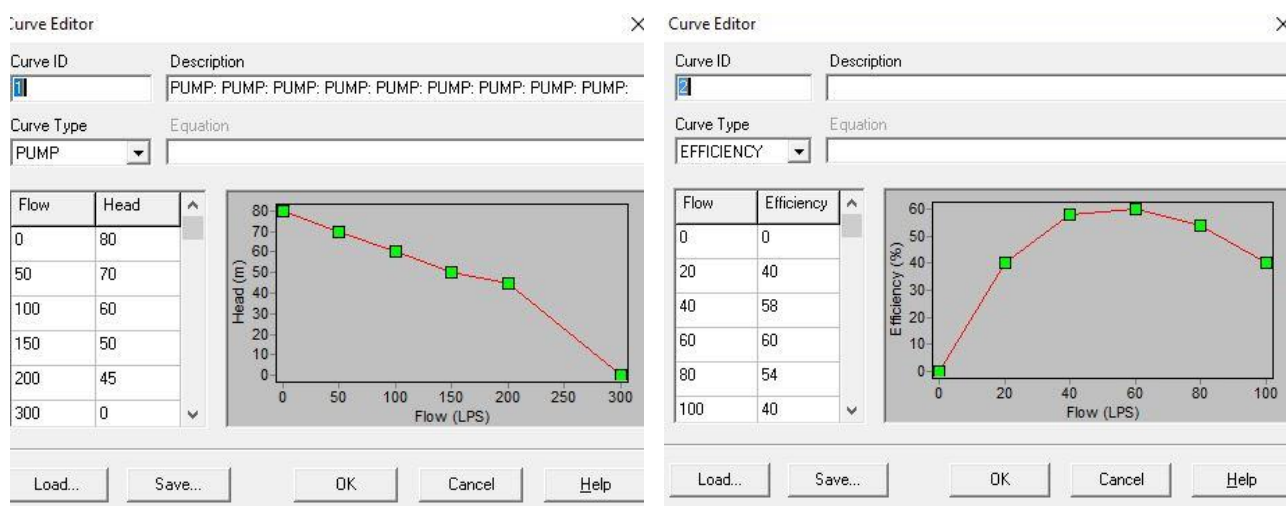 Curve Editor
Curve ID
Description
1
PUMP: PUMP: PUMP: PUMP: PUMP: PUMP: PUMP: PUMP: PUMP:
Curve Type
Equation
PUMP
Flow Head
0 80
50 70
100 60
150 50
200 45
300 0
80
70
60
50
40
30
20
10
0
Head (m)
0 50 100 150 200 250 300
Flow (LPS)
Load...
Save...
OK
Cancel
Help
Curve Editor
Curve ID
Description
2
Curve Type
Equation
EFFICIENCY
Flow Efficiency
0 0
20 40
40 58
60 60
80 54
100 40
60
50
40
30
20
10
0
Efficiency (%)
0 20 40 60 80 100
Flow (LPS)
Load...
Save...
OK
Cancel
Help